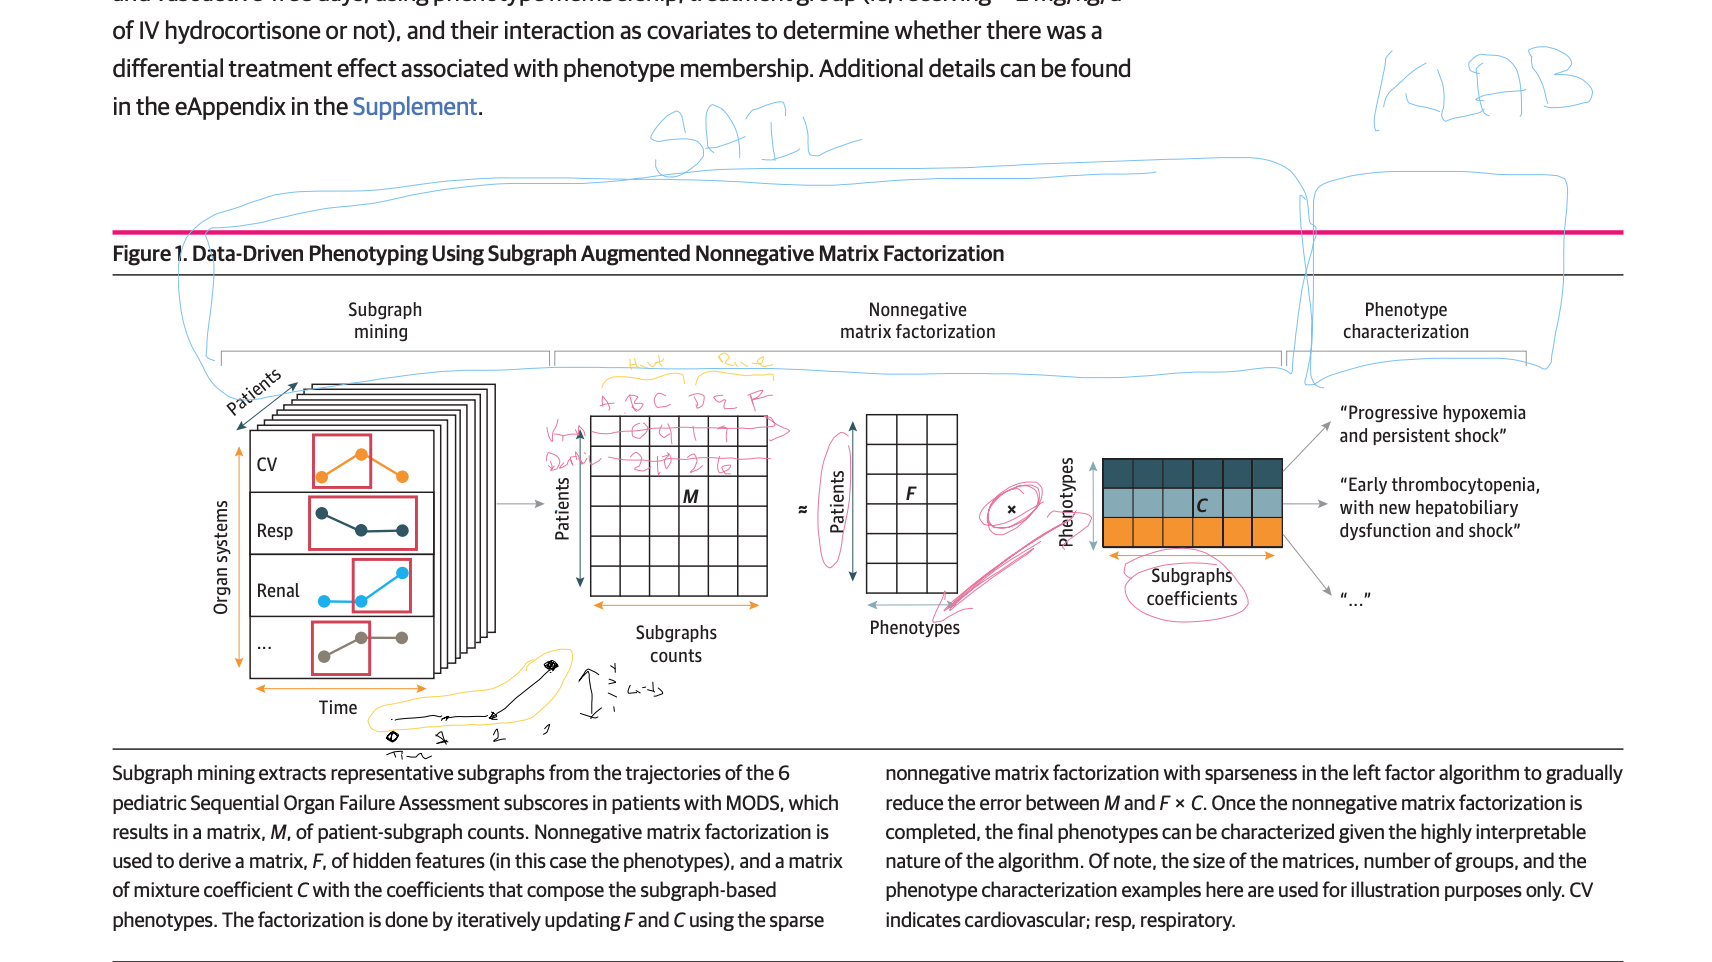 of IV hydrocortisone or not), and their interaction as covariates to determine whether there was a
differential treatment effect associated with phenotype membership. Additional details can be found
in the eAppendix in the Supplement.
KLAB
SAIL
Figure 1. Data-Driven Phenotyping Using Subgraph Augmented Nonnegative Matrix Factorization
Subgraph
mining
Nonnegative
matrix factorization
Phenotype
characterization
Patients
Organ systems
CV
Resp
Renal
...
Time
0
2
A B C D E F
0 4 1
2 10 2 6
Patients
M
Subgraphs
counts
≈
Patients
F
Phenotypes
×
Phenotypes
C
Subgraphs
coefficients
“Progressive hypoxemia
and persistent shock”
“Early thrombocytopenia,
with new hepatobiliary
dysfunction and shock”
“...”
Subgraph mining extracts representative subgraphs from the trajectories of the 6
pediatric Sequential Organ Failure Assessment subscores in patients with MODS, which
results in a matrix, M, of patient-subgraph counts. Nonnegative matrix factorization is
used to derive a matrix, F, of hidden features (in this case the phenotypes), and a matrix
of mixture coefficient C with the coefficients that compose the subgraph-based
phenotypes. The factorization is done by iteratively updating F and C using the sparse
nonnegative matrix factorization with sparseness in the left factor algorithm to gradually
reduce the error between M and F × C. Once the nonnegative matrix factorization is
completed, the final phenotypes can be characterized given the highly interpretable
nature of the algorithm. Of note, the size of the matrices, number of groups, and the
phenotype characterization examples here are used for illustration purposes only. CV
indicates cardiovascular; resp, respiratory.